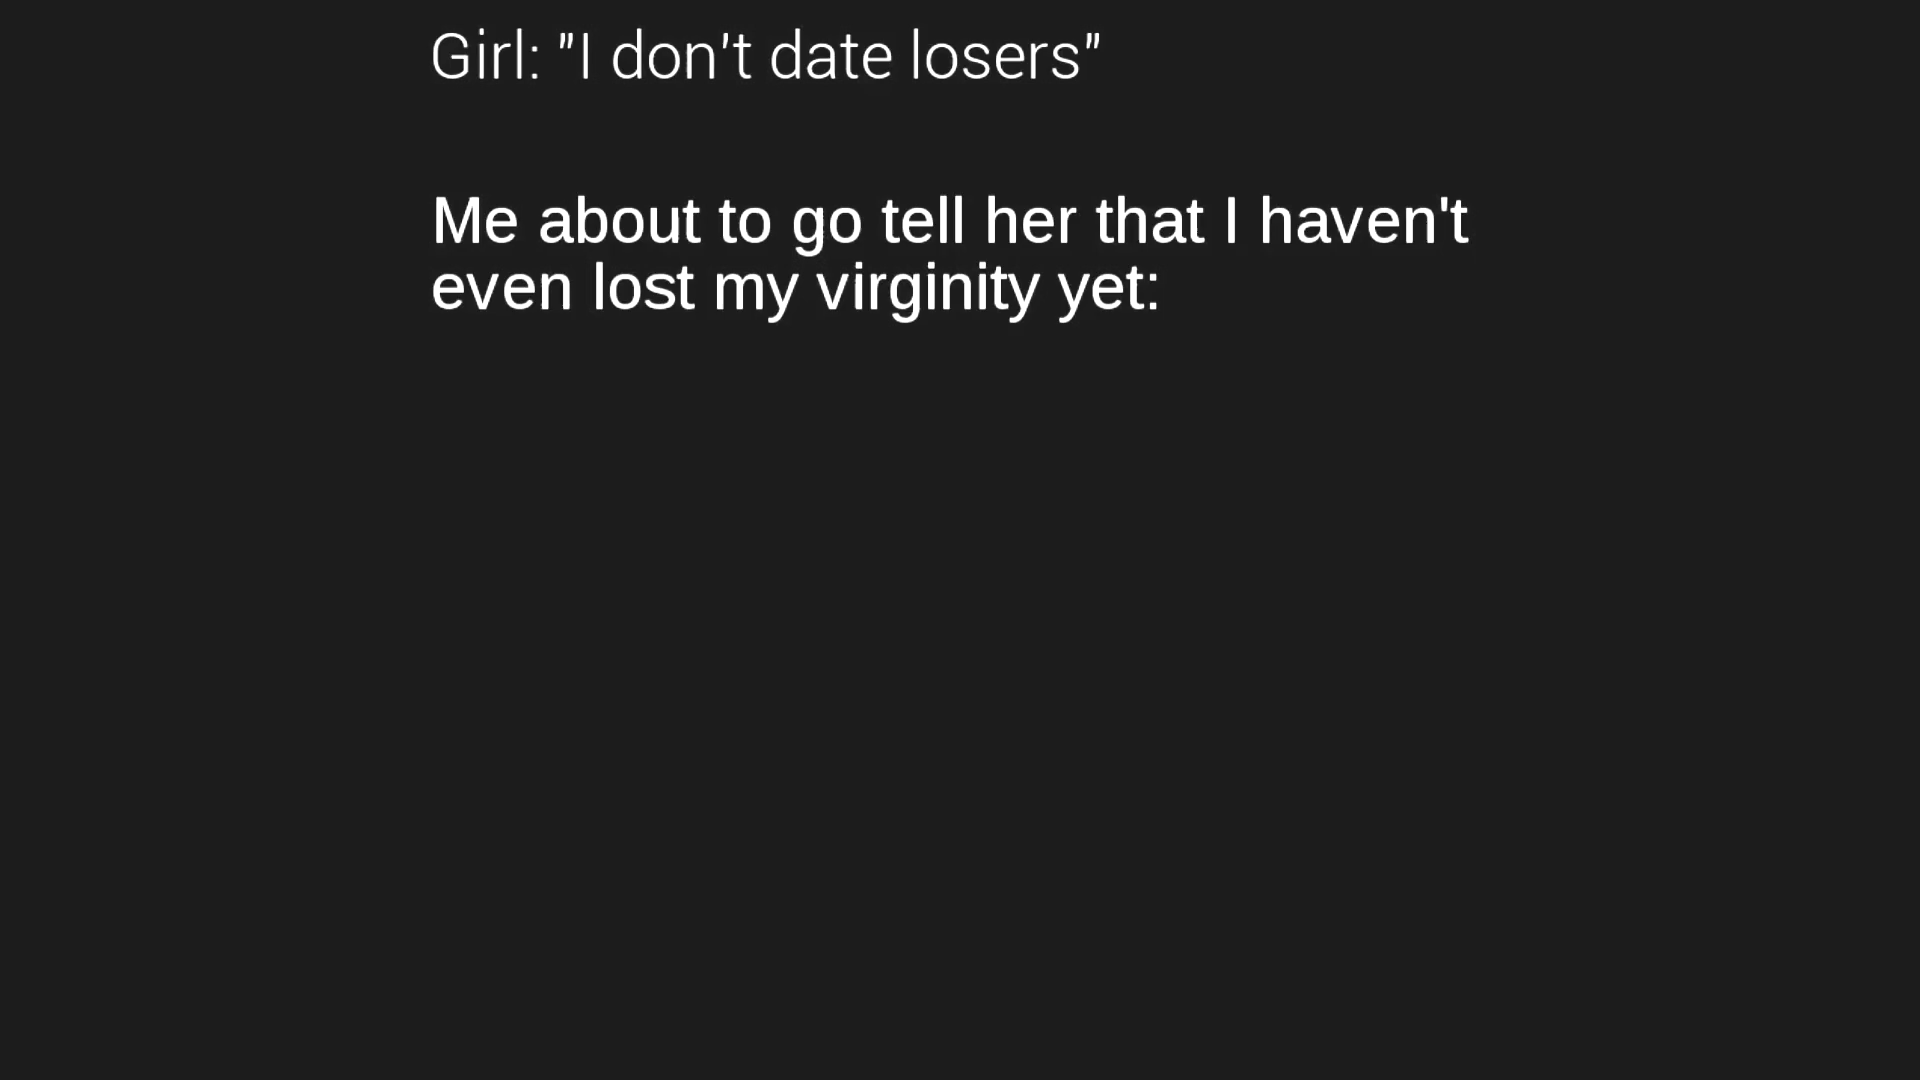 Girl: "I don't date losers"
Me about to go tell her that I haven't
even lost my virginity yet: